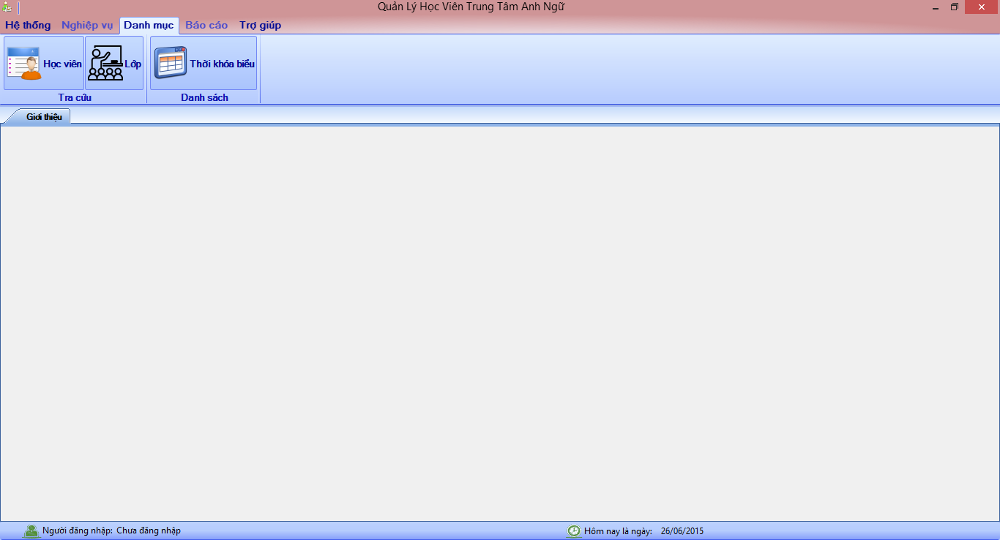 Quản Lý Học Viên Trung Tâm Anh Ngữ
Hệ thống Nghiệp vụ Danh mục Báo cáo Trợ giúp
Học viên Lớp Thời khóa biểu
Tra cứu Danh sách
Giới thiệu
Người đăng nhập: Chưa đăng nhập Hôm nay là ngày: 26/06/2015